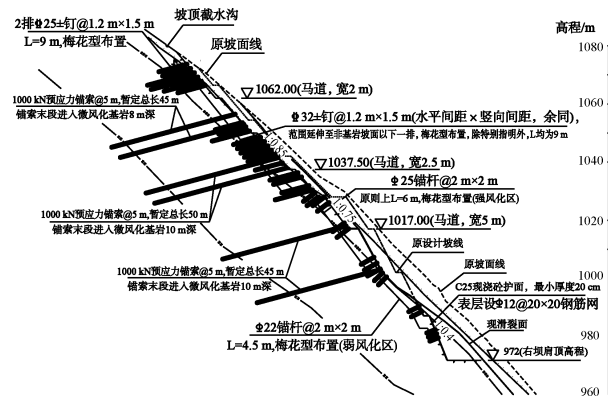 坡顶截水沟
2排Φ25土钉@1.2 m×1.5 m
L=9 m,梅花型布置
原坡面线
高程/m
1080
1062.00(马道, 宽2 m)
1000 kN预应力锚索@5 m,暂定总长45 m
锚索末段进入微风化基岩8 m深
1060
Φ32土钉@1.2 m×1.5 m(水平间距×竖向间距, 余同),
范围延伸至非基岩坡面以下一排, 梅花型布置, 除特别指明外, L均为9 m
1:0.85
1040
1037.50(马道, 宽2.5 m)
Φ25锚杆@2 m×2 m
原则上L=6 m,梅花型布置(弱风化区)
1:0.75
1000 kN预应力锚索@5 m,暂定总长50 m
锚索末段进入微风化基岩10 m深
1017.00(马道, 宽5 m)
1020
原设计坡线
原坡面线
1000 kN预应力锚索@5 m,暂定总长45 m
锚索末段进入微风化基岩10 m深
1000
C25现浇砼护面, 最小厚度20 cm
表层设Φ12@20×20钢筋网
Φ22锚杆@2 m×2 m
L=4.5 m,梅花型布置(弱风化区)
1:0.4
现滑裂面
980
972(右坝肩顶高程)
960